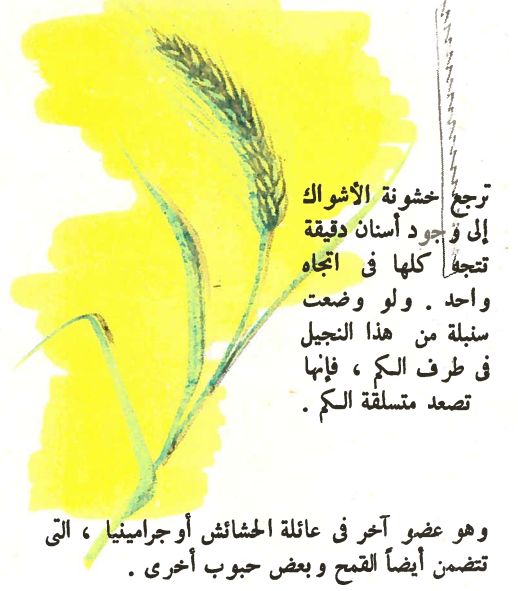 ترجع خشونة الأشواك
إلى وجود أسنان دقيقة
تتجه كلها فى اتجاه
واحد . ولو وضعت
سنبلة من هذا النجيل
فى طرف الكم ، فإنها
تصعد متسلقة الكم .
وهو عضو آخر فى عائلة الحشائش أوجرامينيا ، التى
تتضمن أيضاً القمح وبعض حبوب أخرى .